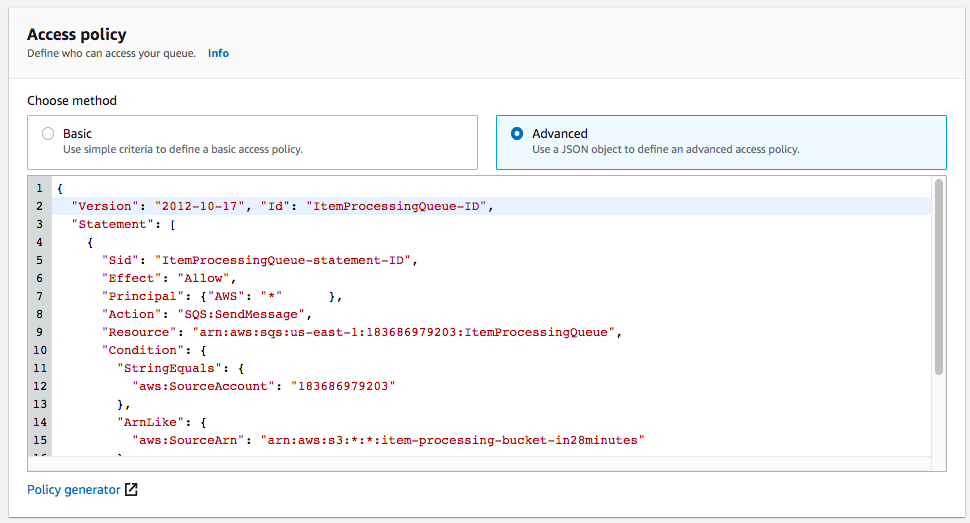 Access policy
Define who can access your queue. Info
Choose method
Basic
Use simple criteria to define a basic access policy.
Advanced
Use a JSON object to define an advanced access policy.
1 {
2 "Version": "2012-10-17", "Id": "ItemProcessingQueue-ID",
3 "Statement": [
4 {
5 "Sid": "ItemProcessingQueue-statement-ID",
6 "Effect": "Allow",
7 "Principal": {"AWS": "*" },
8 "Action": "SQS:SendMessage",
9 "Resource": "arn:aws:sqs:us-east-1:183686979203:ItemProcessingQueue",
10 "Condition": {
11 "StringEquals": {
12 "aws:SourceAccount": "183686979203"
13 },
14 "ArnLike": {
15 "aws:SourceArn": "arn:aws:s3:*:*:item-processing-bucket-in28minutes"
Policy generator